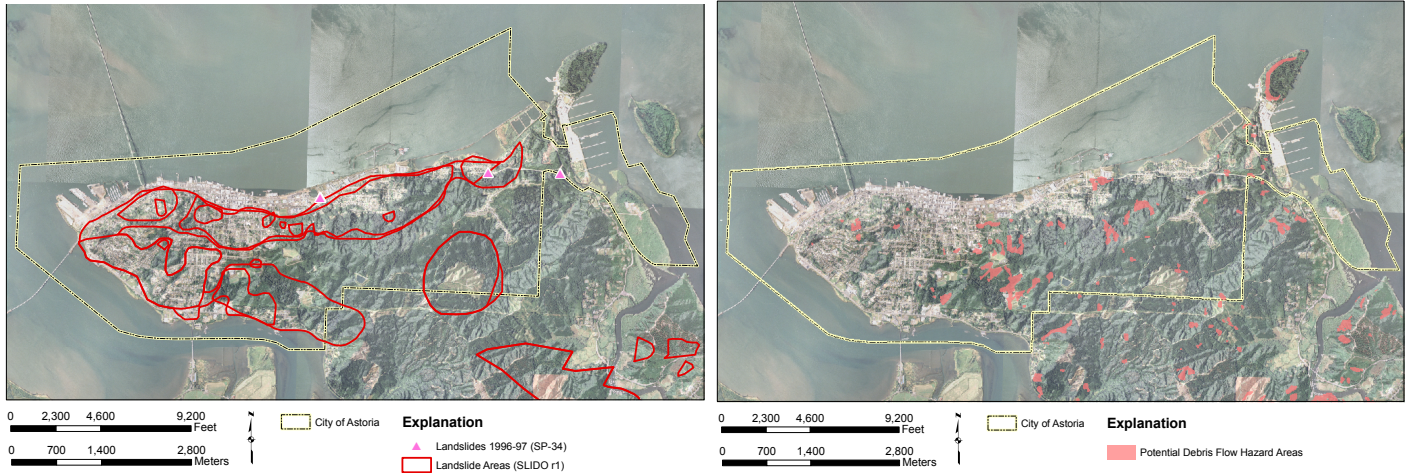 0 2,300 4,600 9,200
Feet
0 700 1,400 2,800
Meters
N
City of Astoria
Explanation
Landslides 1996-97 (SP-34)
Landslide Areas (SLIDO r1)
0 2,300 4,600 9,200
Feet
0 700 1,400 2,800
Meters
N
City of Astoria
Explanation
Potential Debris Flow Hazard Areas